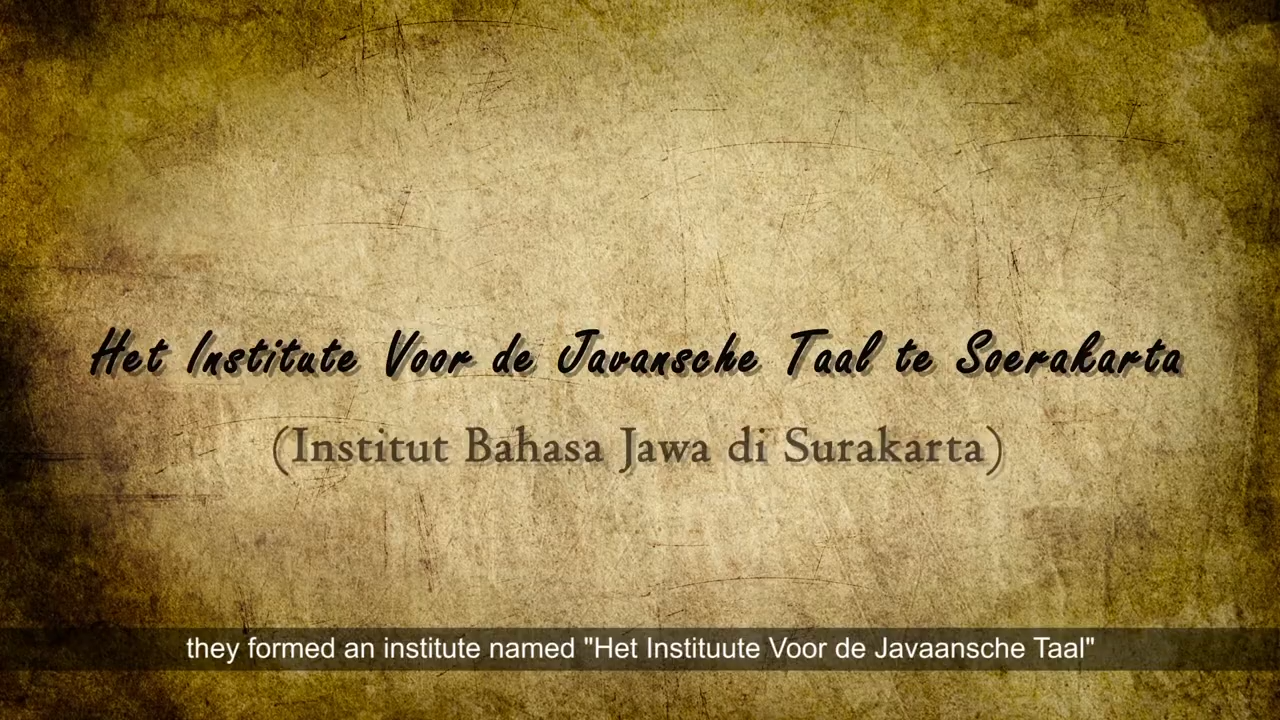 Het Institute Voor de Javansche Taal te Soerakarta
(Institut Bahasa Jawa di Surakarta)
they formed an institute named "Het Instituute Voor de Javaansche Taal"